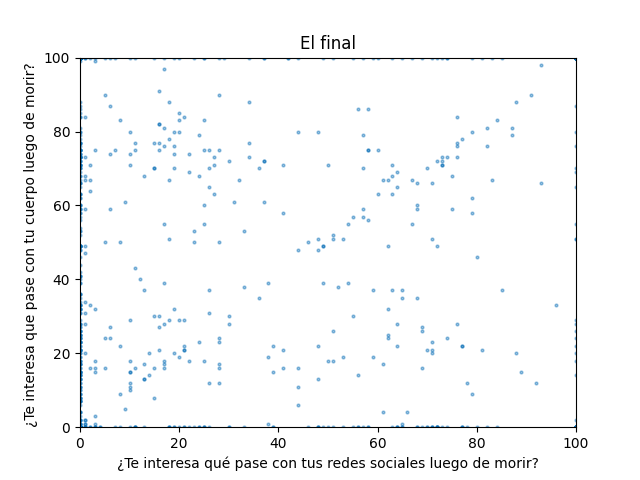 El final
¿Te interesa que pase con tu cuerpo luego de morir?
100
80
60
40
20
0
0 20 40 60 80 100
¿Te interesa qué pase con tus redes sociales luego de morir?